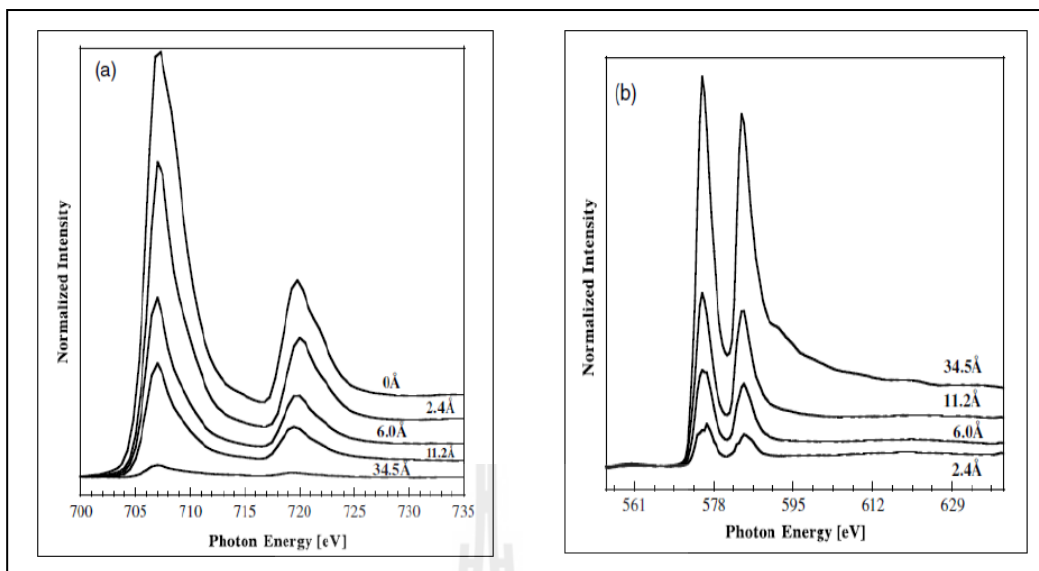 (a)
Normalized Intensity
0Å
2.4Å
6.0Å
11.2Å
34.5Å
700 705 710 715 720 725 730 735
Photon Energy [eV]
(b)
Normalized Intensity
34.5Å
11.2Å
6.0Å
2.4Å
561 578 595 612 629
Photon Energy [eV]